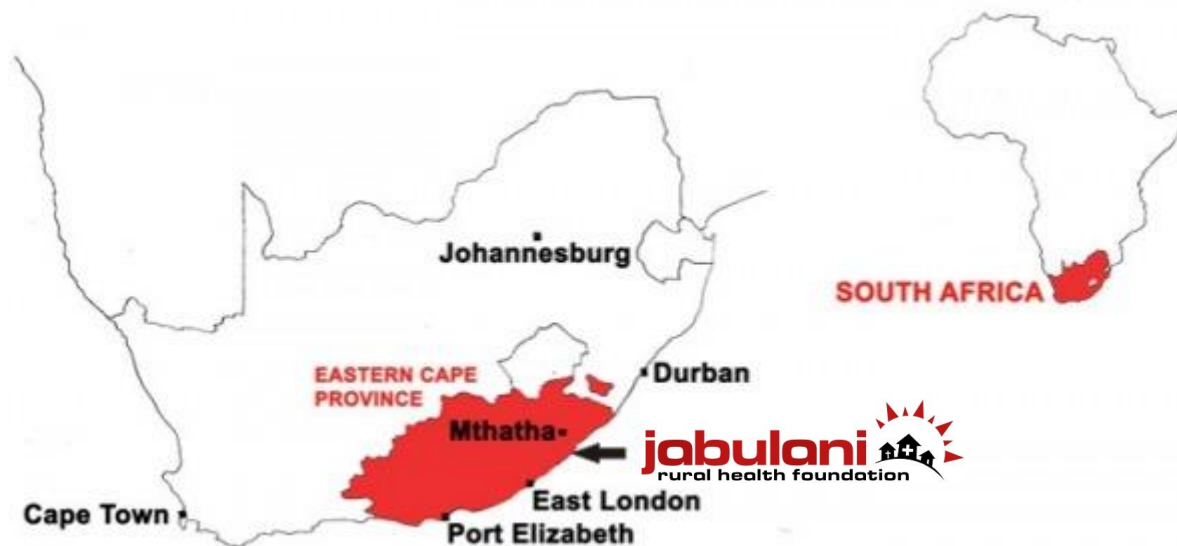 Johannesburg
SOUTH AFRICA
EASTERN CAPE
PROVINCE
Durban
Mthatha
jabulani
rural health foundation
East London
Cape Town
Port Elizabeth